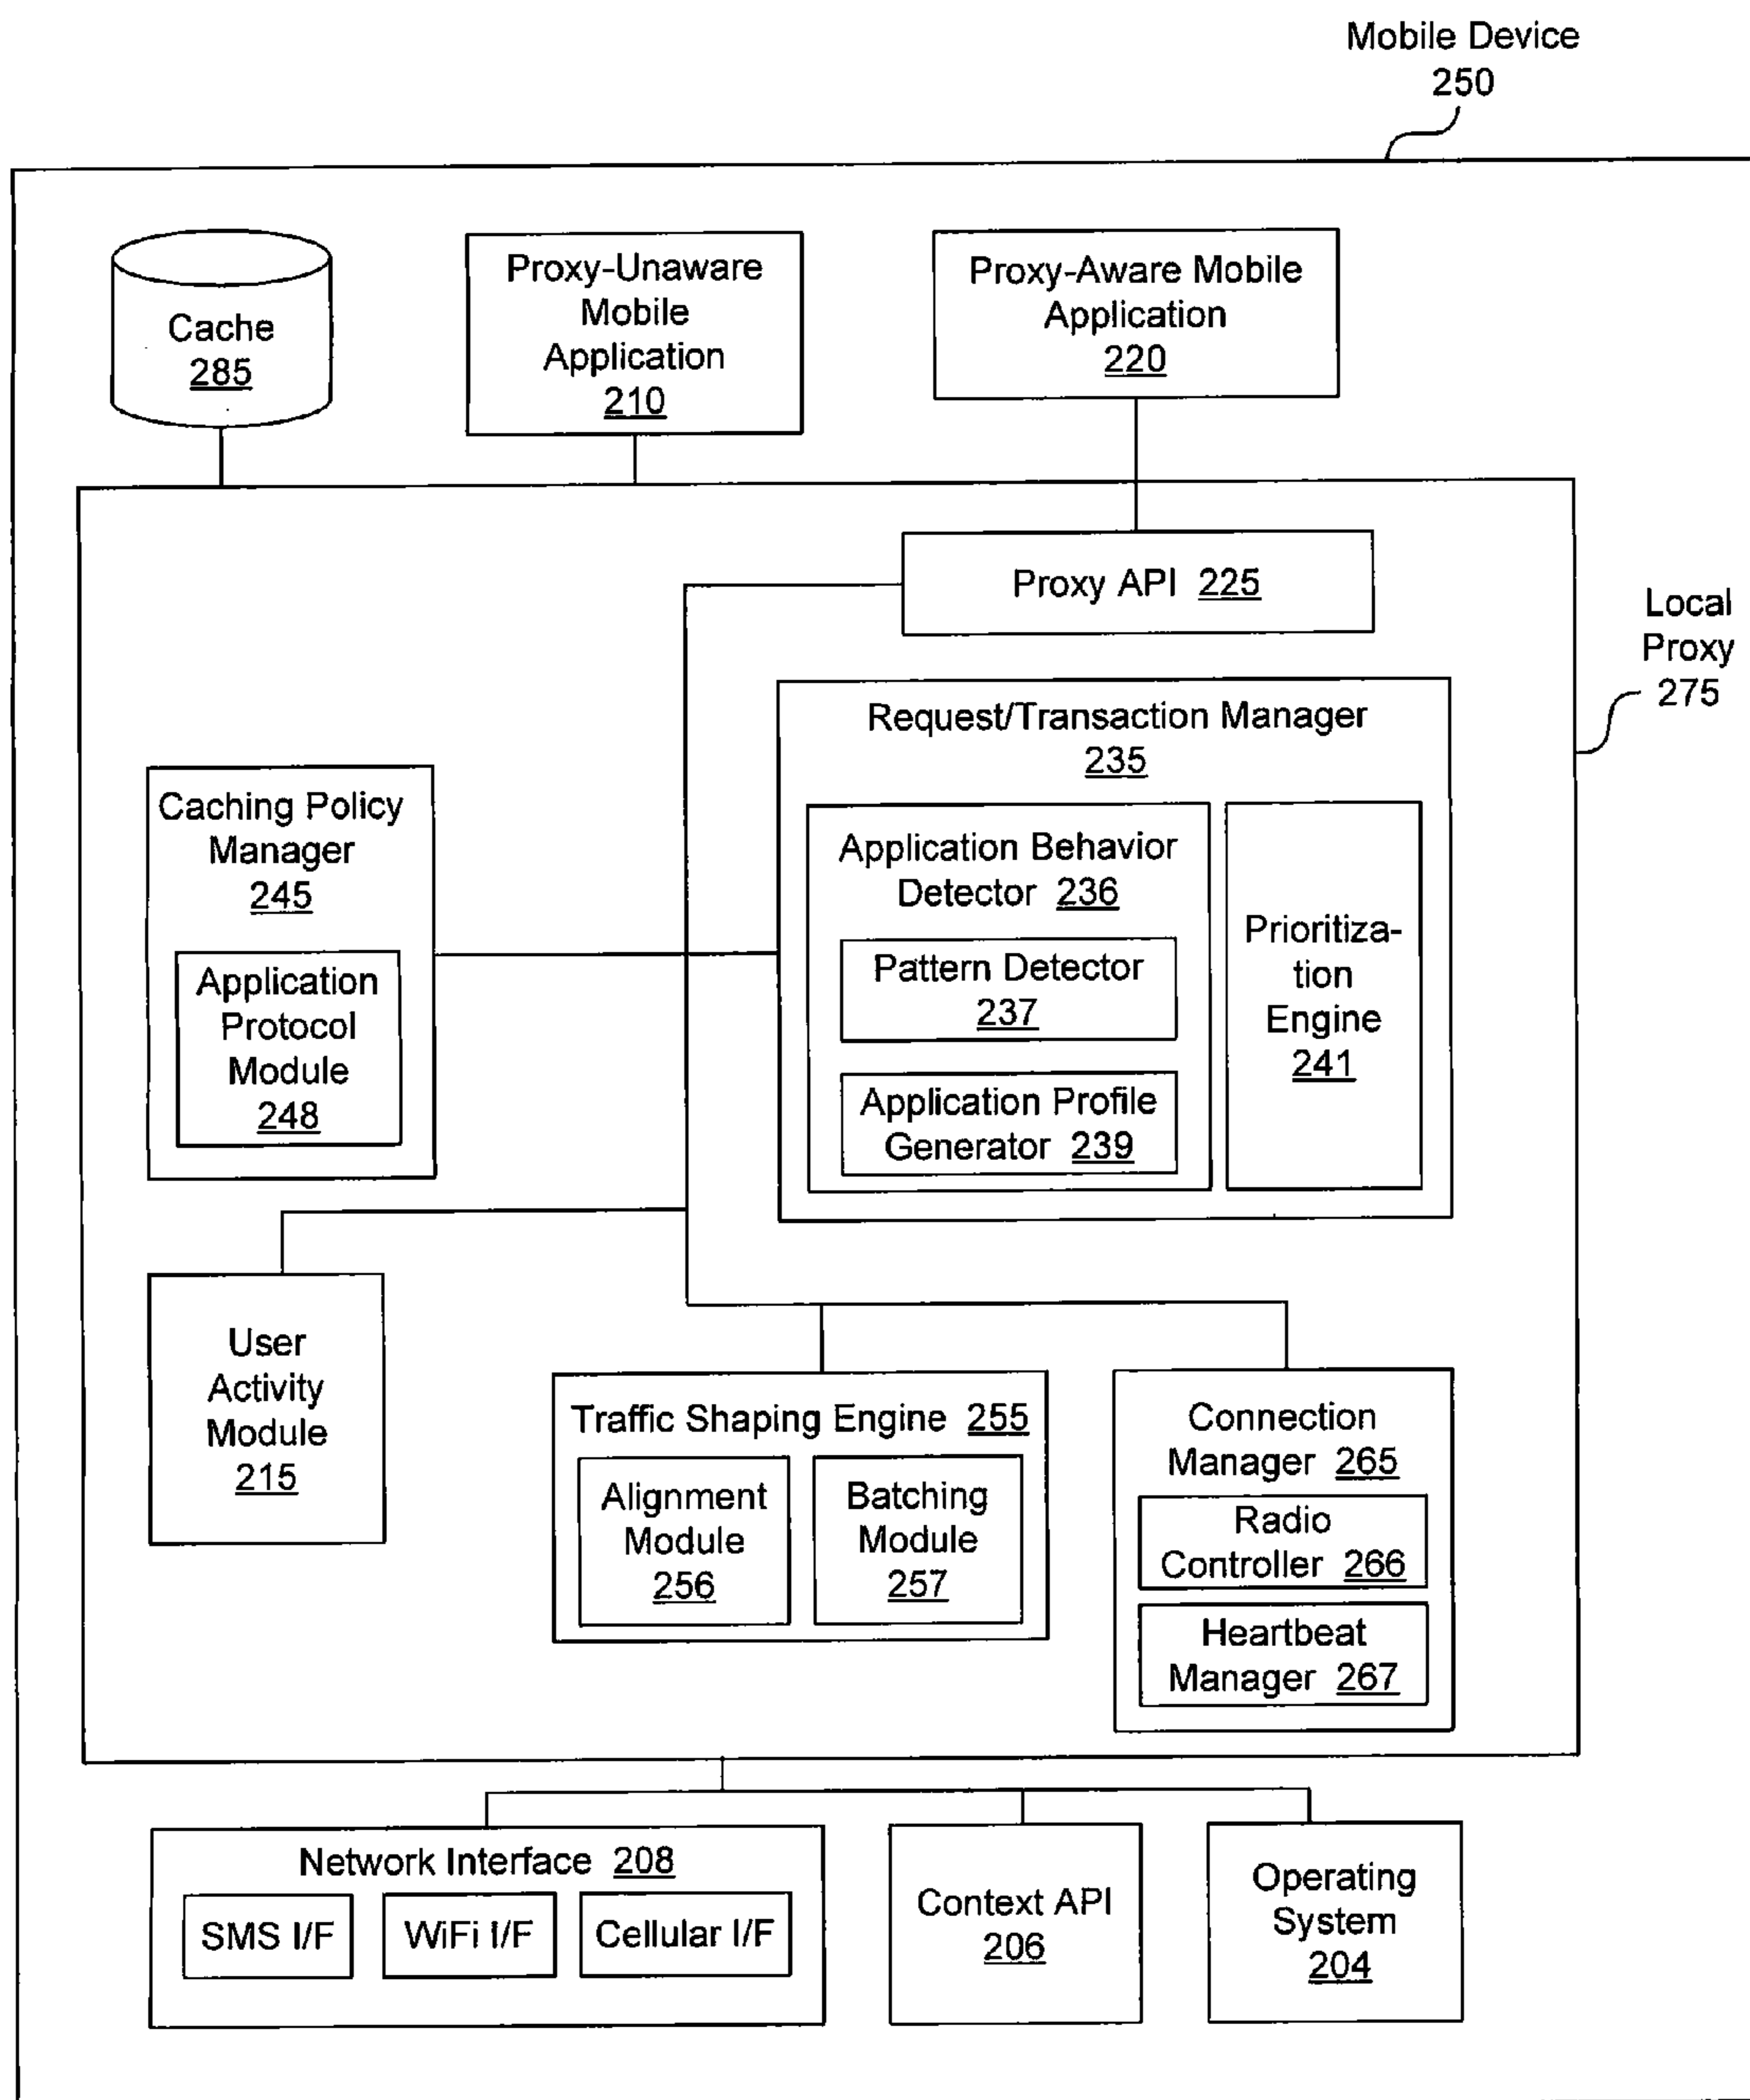 Mobile Device
250
Cache
285
Proxy-Unaware
Mobile
Application
210
Proxy-Aware Mobile
Application
220
Proxy API 225
Local
Proxy
275
Request/Transaction Manager
235
Caching Policy
Manager
245
Application
Protocol
Module
248
Application Behavior
Detector 236
Pattern Detector
237
Application Profile
Generator 239
Prioritiza-
tion
Engine
241
User
Activity
Module
215
Traffic Shaping Engine 255
Alignment
Module
256
Batching
Module
257
Connection
Manager 265
Radio
Controller 266
Heartbeat
Manager 267
Network Interface 208
SMS I/F
WiFi I/F
Cellular I/F
Context API
206
Operating
System
204